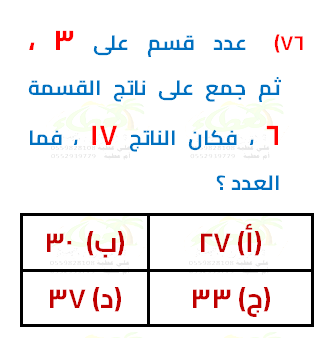 ٧٦) عدد قسم على ٣ ،
ثم جمع على ناتج القسمة
٦ ، فكان الناتج ١٧ ، فما
العدد ؟
(أ) ٢٧ (ب) ٣٠
(ج) ٣٣ (د) ٣٧